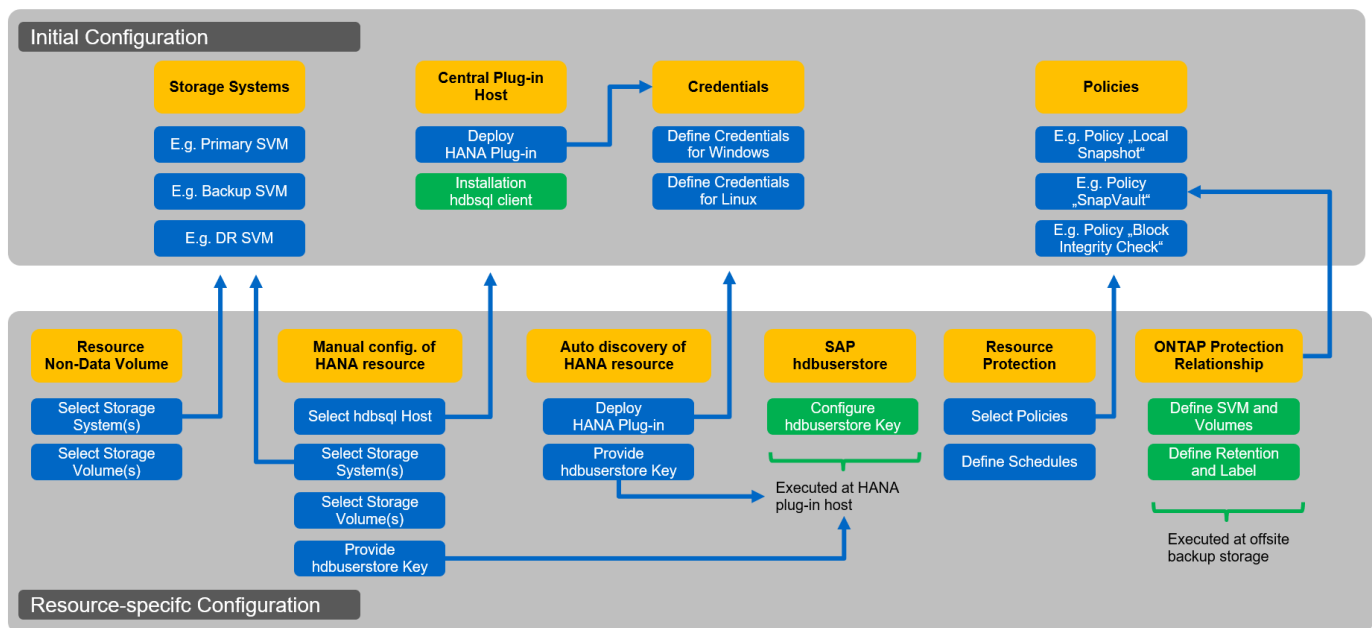 Initial Configuration
Storage Systems
E.g. Primary SVM
E.g. Backup SVM
E.g. DR SVM
Central Plug-in
Host
Deploy
HANA Plug-in
Installation
hdbsql client
Credentials
Define Credentials
for Windows
Define Credentials
for Linux
Policies
E.g. Policy „Local
Snapshot“
E.g. Policy
„SnapVault“
E.g. Policy „Block
Integrity Check“
Resource
Non-Data Volume
Select Storage
System(s)
Select Storage
Volume(s)
Manual config. of
HANA resource
Select hdbsql Host
Select Storage
System(s)
Select Storage
Volume(s)
Provide
hdbuserstore Key
Auto discovery of
HANA resource
Deploy
HANA Plug-in
Provide
hdbuserstore Key
SAP
hdbuserstore
Configure
hdbuserstore Key
Executed at HANA
plug-in host
Resource
Protection
Select Policies
Define Schedules
ONTAP Protection
Relationship
Define SVM and
Volumes
Define Retention
and Label
Executed at offsite
backup storage
Resource-specifc Configuration